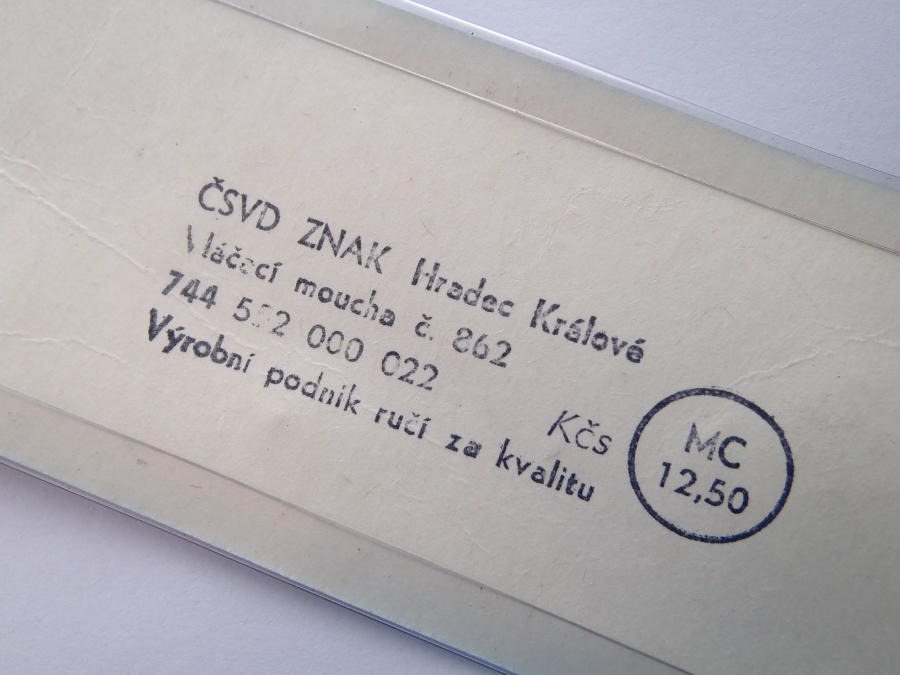 ČSVD ZNAK Hradec Králové
Vláčecí moucha č. 862
744 522 000 022
Výrobní podnik ručí za kvalitu
Kčs
MC
12,50